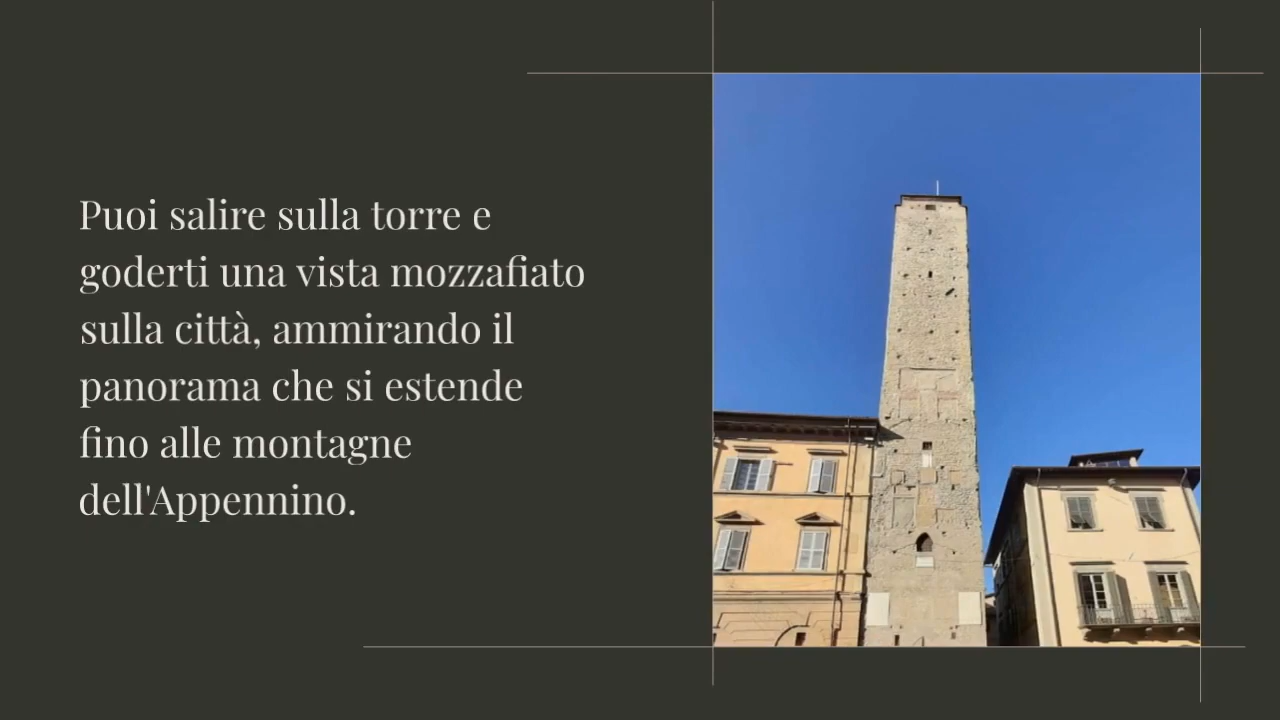 Puoi salire sulla torre e
goderti una vista mozzafiato
sulla città, ammirando il
panorama che si estende
fino alle montagne
dell'Appennino.